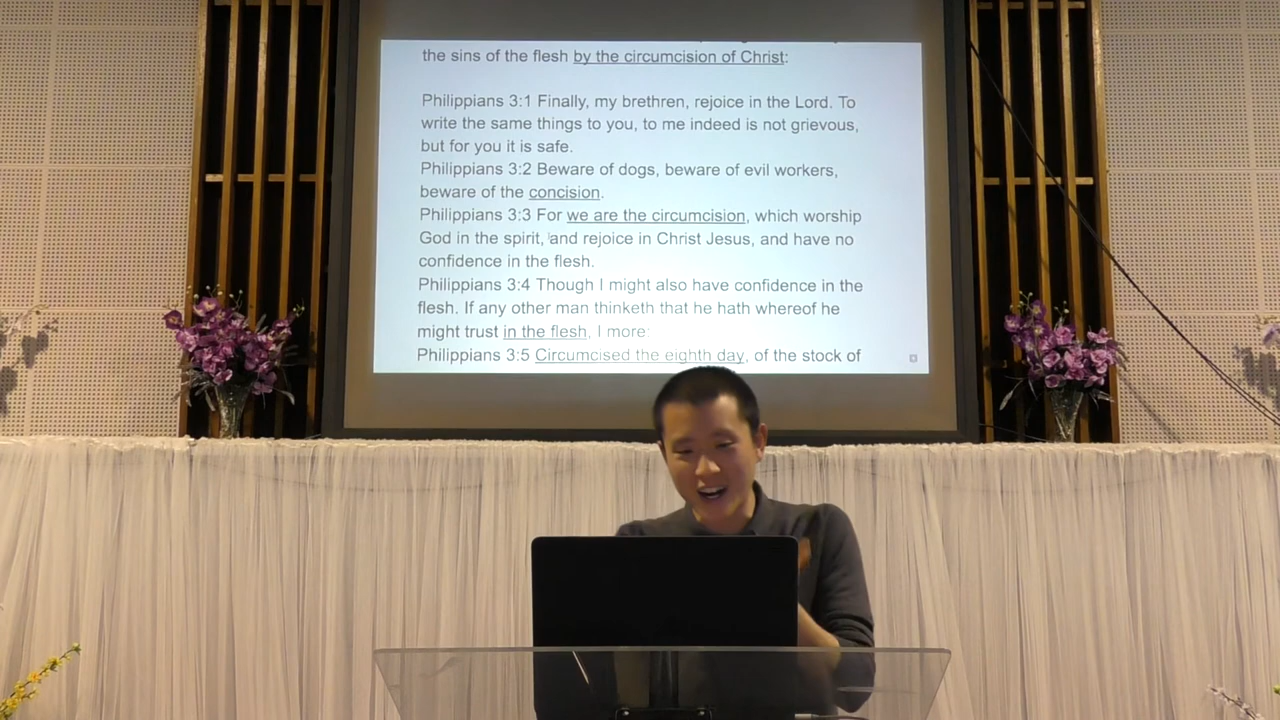 the sins of the flesh by the circumcision of Christ:
Philippians 3:1 Finally, my brethren, rejoice in the Lord. To
write the same things to you, to me indeed is not grievous,
but for you it is safe.
Philippians 3:2 Beware of dogs, beware of evil workers,
beware of the concision.
Philippians 3:3 For we are the circumcision, which worship
God in the spirit, and rejoice in Christ Jesus, and have no
confidence in the flesh.
Philippians 3:4 Though I might also have confidence in the
flesh. If any other man thinketh that he hath whereof he
might trust in the flesh, I more:
Philippians 3:5 Circumcised the eighth day, of the stock of